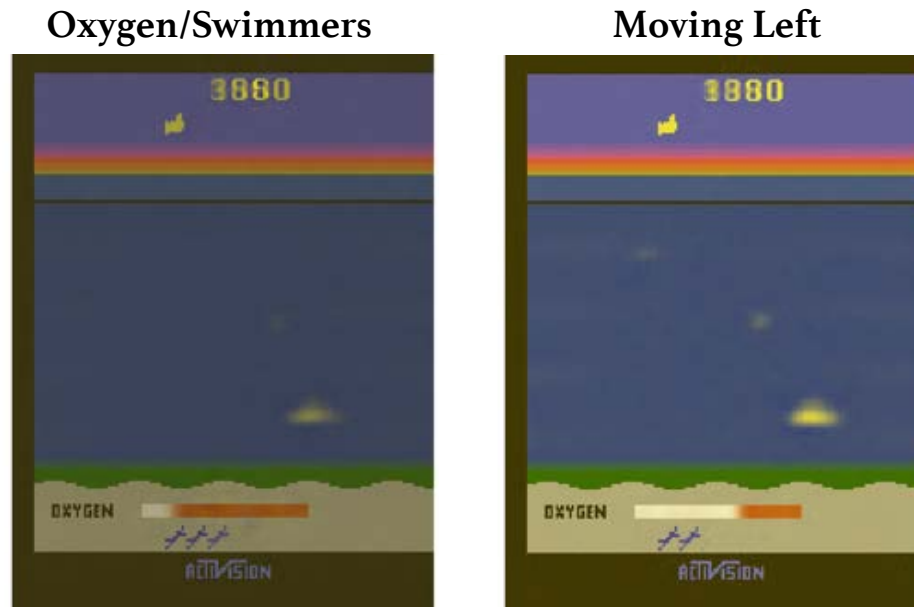 Oxygen/Swimmers
Moving Left
3880
3880
OXYGEN
OXYGEN
ACTIVISION
ACTIVISION